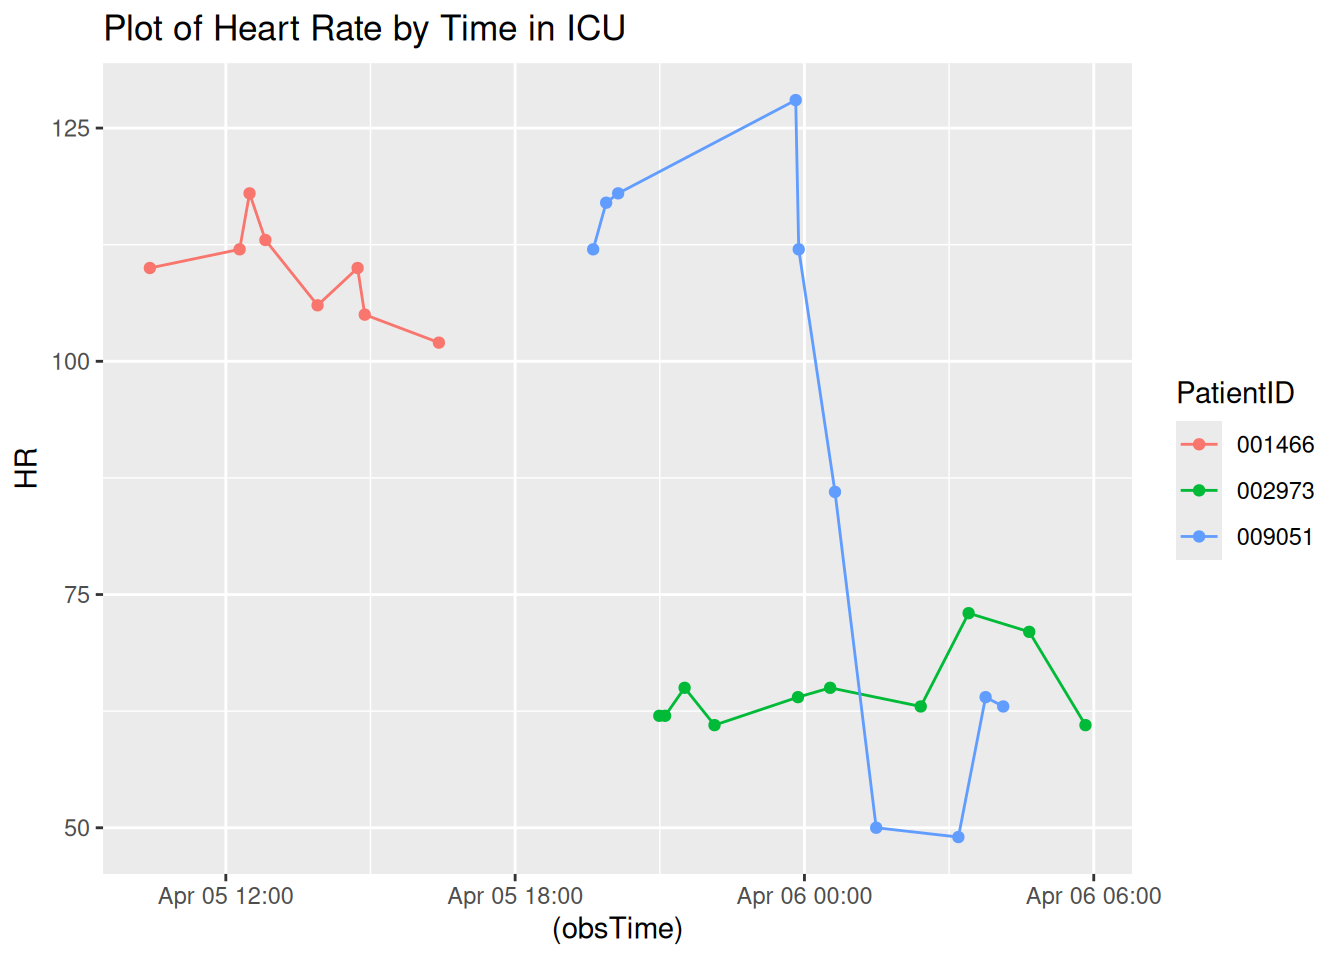 Plot of Heart Rate by Time in ICU
125
100
75
50
HR
Apr 05 12:00
Apr 05 18:00
Apr 06 00:00
Apr 06 06:00
(obsTime)
PatientID
001466
002973
009051